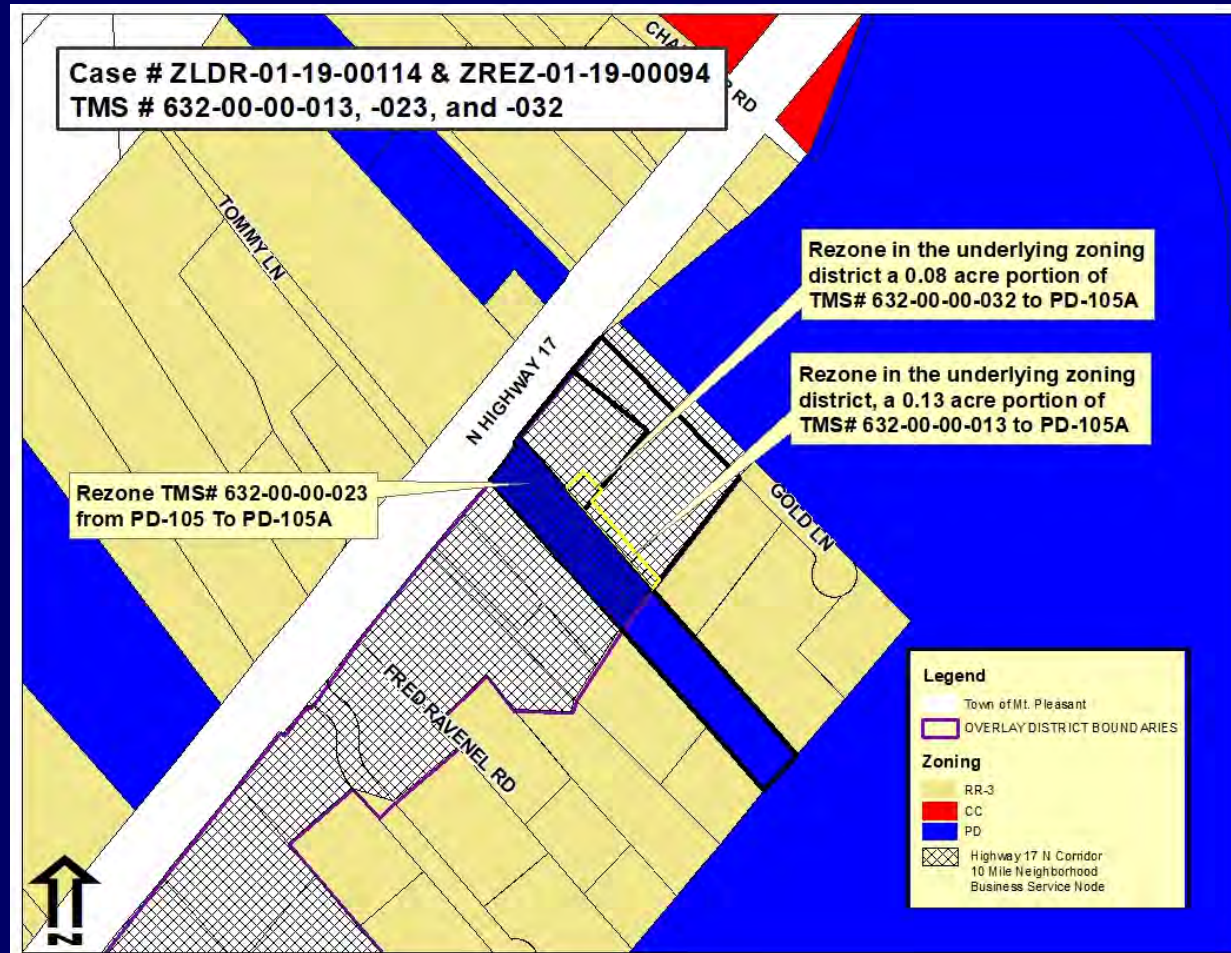 Case # ZLDR-01-19-00114 & ZREZ-01-19-00094
TMS # 632-00-00-013, -023, and -032
RD
TOMMY LN
N HIGHWAY 17
Rezone in the underlying zoning
district a 0.08 acre portion of
TMS# 632-00-00-032 to PD-105A
Rezone in the underlying zoning
district, a 0.13 acre portion of
TMS# 632-00-00-013 to PD-105A
Rezone TMS# 632-00-00-023
from PD-105 To PD-105A
GOLD LN
FRED RAVENEL RD
Legend
Town of Mt. Pleasant
OVERLAY DISTRICT BOUNDARIES
Zoning
RR-3
CC
PD
Highway 17 N Corridor
10 Mile Neighborhood
Business Service Node
N